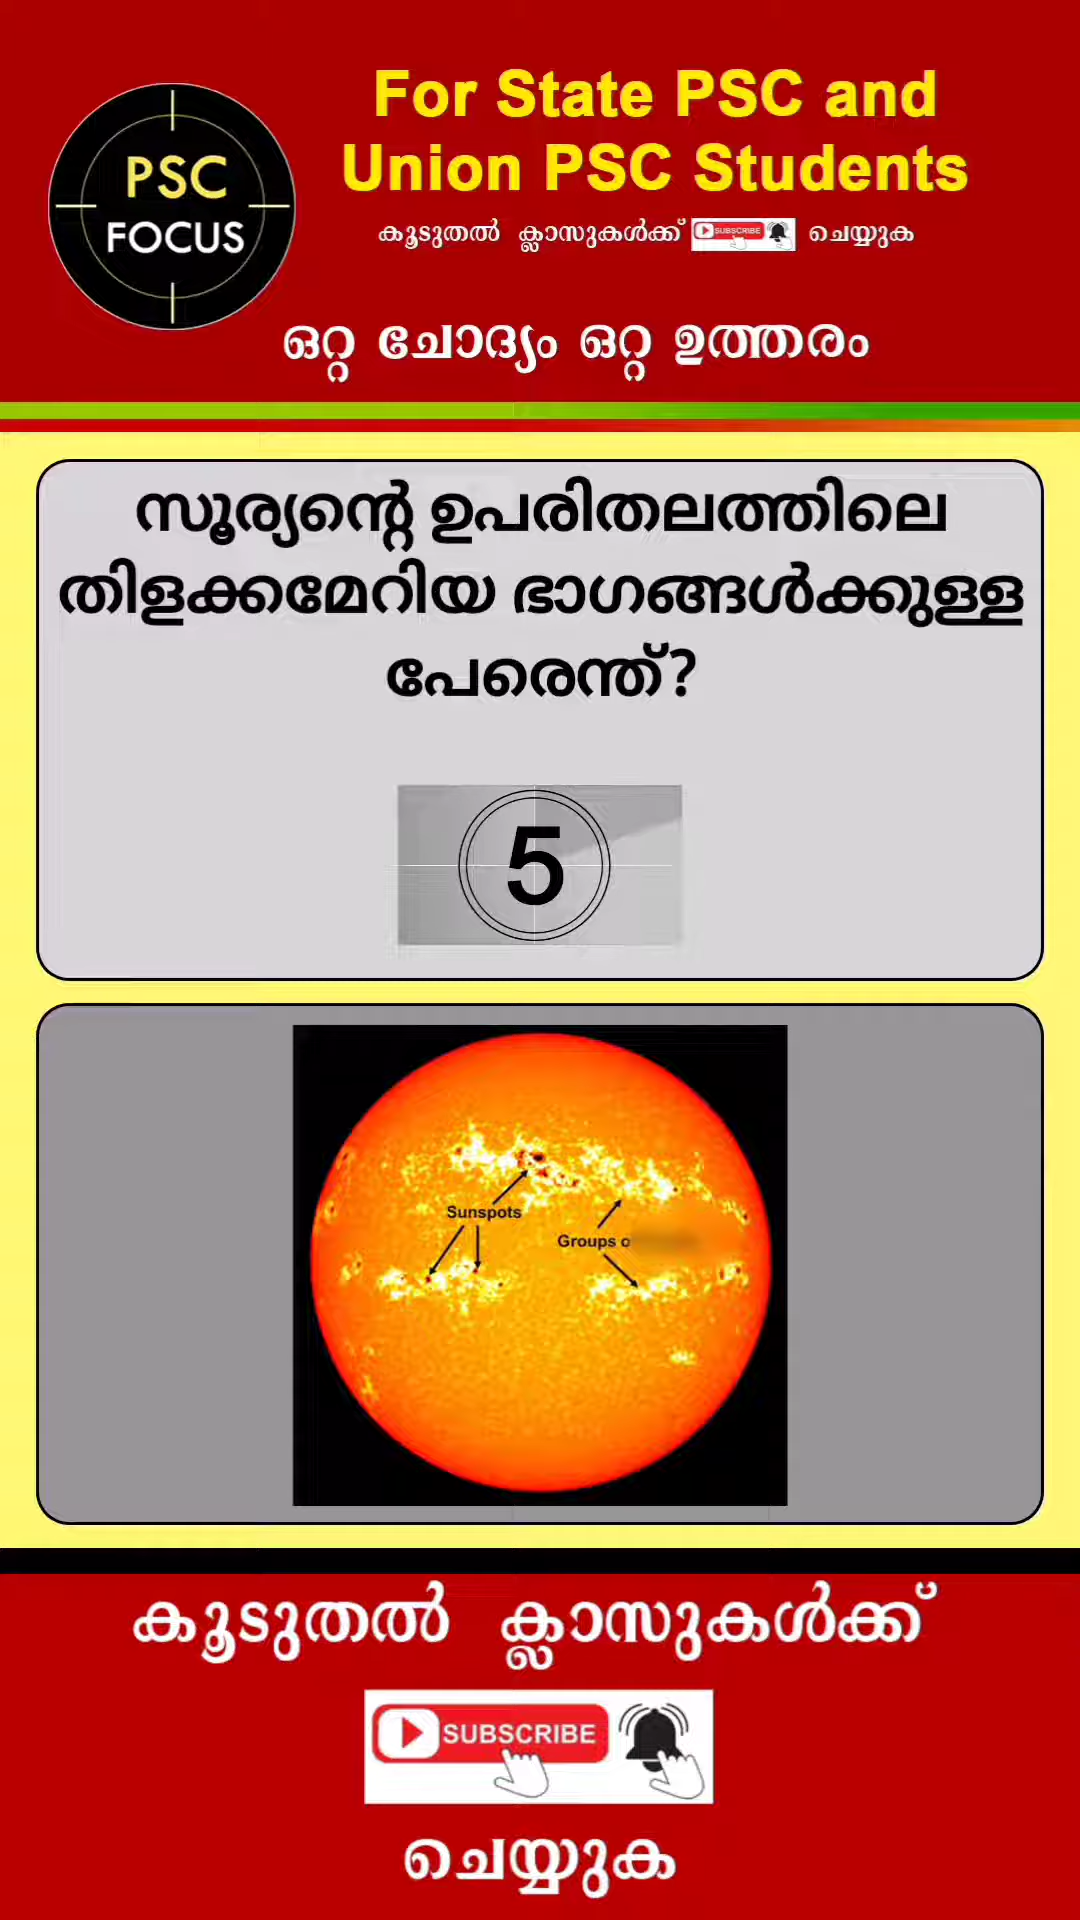 For State PSC and
Union PSC Students
PSC
FOCUS
കൂടുതൽ ക്ലാസുകൾക്ക് SUBSCRIBE ചെയ്യുക
ഒറ്റ ചോദ്യം ഒറ്റ ഉത്തരം
സൂര്യന്റെ ഉപരിതലത്തിലെ
തിളക്കമേറിയ ഭാഗങ്ങൾക്കുള്ള
പേരെന്ത്?
5
Sunspots
Groups
കൂടുതൽ ക്ലാസുകൾക്ക്
SUBSCRIBE
ചെയ്യുക